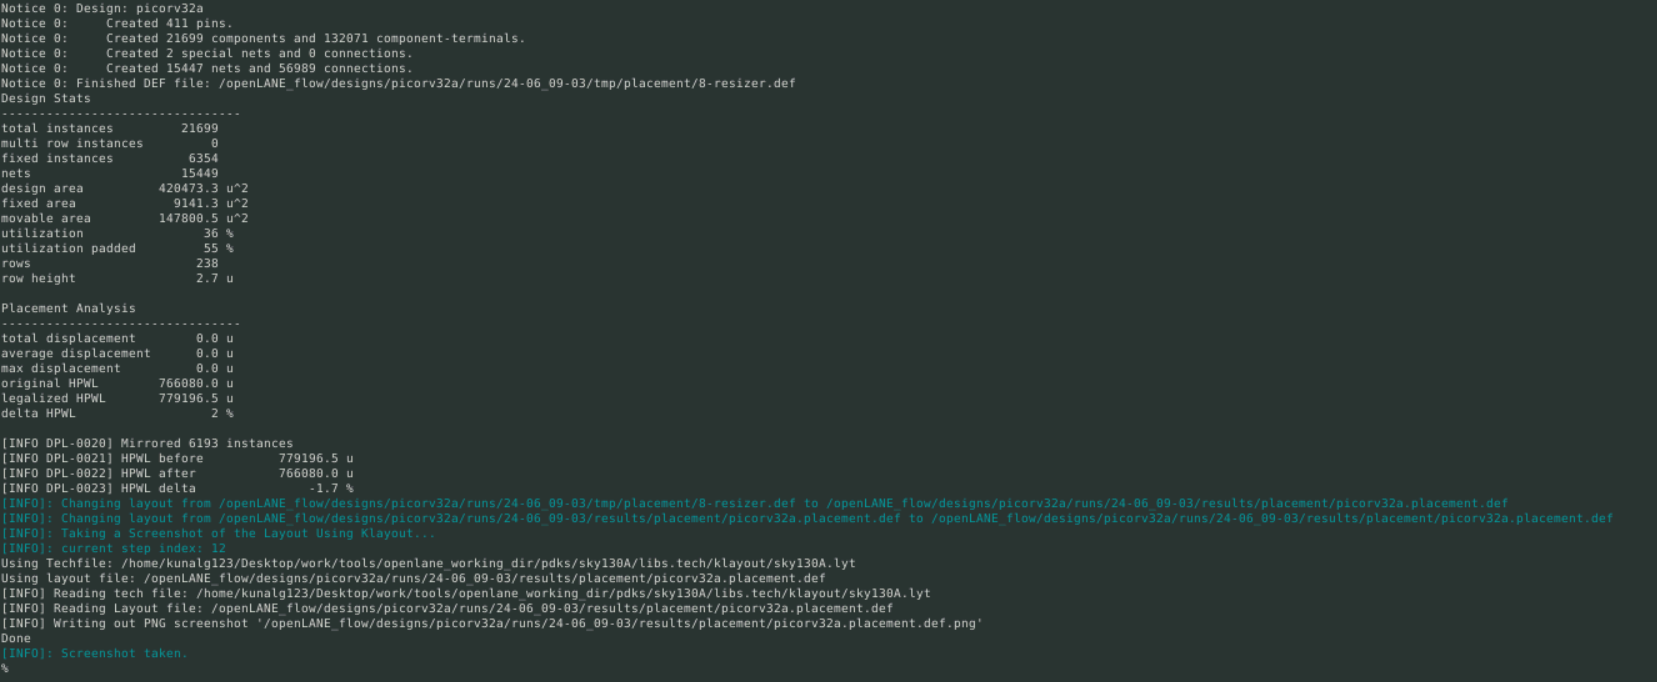 Notice 0: Design: picorv32a
Notice 0:     Created 411 pins.
Notice 0:     Created 21699 components and 132071 component-terminals.
Notice 0:     Created 2 special nets and 0 connections.
Notice 0:     Created 15447 nets and 56989 connections.
Notice 0: Finished DEF file: /openLANE_flow/designs/picorv32a/runs/24-06_09-03/tmp/placement/8-resizer.def
Design Stats
--------------------------------
total instances         21699
multi row instances         0
fixed instances          6354
nets                    15449
design area          420473.3 u^2
fixed area             9141.3 u^2
movable area         147800.5 u^2
utilization                36 %
utilization padded         55 %
rows                      238
row height                2.7 u
Placement Analysis
--------------------------------
total displacement        0.0 u
average displacement      0.0 u
max displacement          0.0 u
original HPWL        766080.0 u
legalized HPWL       779196.5 u
delta HPWL                  2 %
[INFO DPL-0020] Mirrored 6193 instances
[INFO DPL-0021] HPWL before          779196.5 u
[INFO DPL-0022] HPWL after           766080.0 u
[INFO DPL-0023] HPWL delta               -1.7 %
[INFO]: Changing layout from /openLANE_flow/designs/picorv32a/runs/24-06_09-03/tmp/placement/8-resizer.def to /openLANE_flow/designs/picorv32a/runs/24-06_09-03/results/placement/picorv32a.placement.def
[INFO]: Changing layout from /openLANE_flow/designs/picorv32a/runs/24-06_09-03/results/placement/picorv32a.placement.def to /openLANE_flow/designs/picorv32a/runs/24-06_09-03/results/placement/picorv32a.placement.def
[INFO]: Taking a Screenshot of the Layout Using Klayout...
[INFO]: current step index: 12
Using Techfile: /home/kunalg123/Desktop/work/tools/openlane_working_dir/pdks/sky130A/libs.tech/klayout/sky130A.lyt
Using layout file: /openLANE_flow/designs/picorv32a/runs/24-06_09-03/results/placement/picorv32a.placement.def
[INFO] Reading tech file: /home/kunalg123/Desktop/work/tools/openlane_working_dir/pdks/sky130A/libs.tech/klayout/sky130A.lyt
[INFO] Reading Layout file: /openLANE_flow/designs/picorv32a/runs/24-06_09-03/results/placement/picorv32a.placement.def
[INFO] Writing out PNG screenshot '/openLANE_flow/designs/picorv32a/runs/24-06_09-03/results/placement/picorv32a.placement.def.png'
Done
[INFO]: Screenshot taken.
%